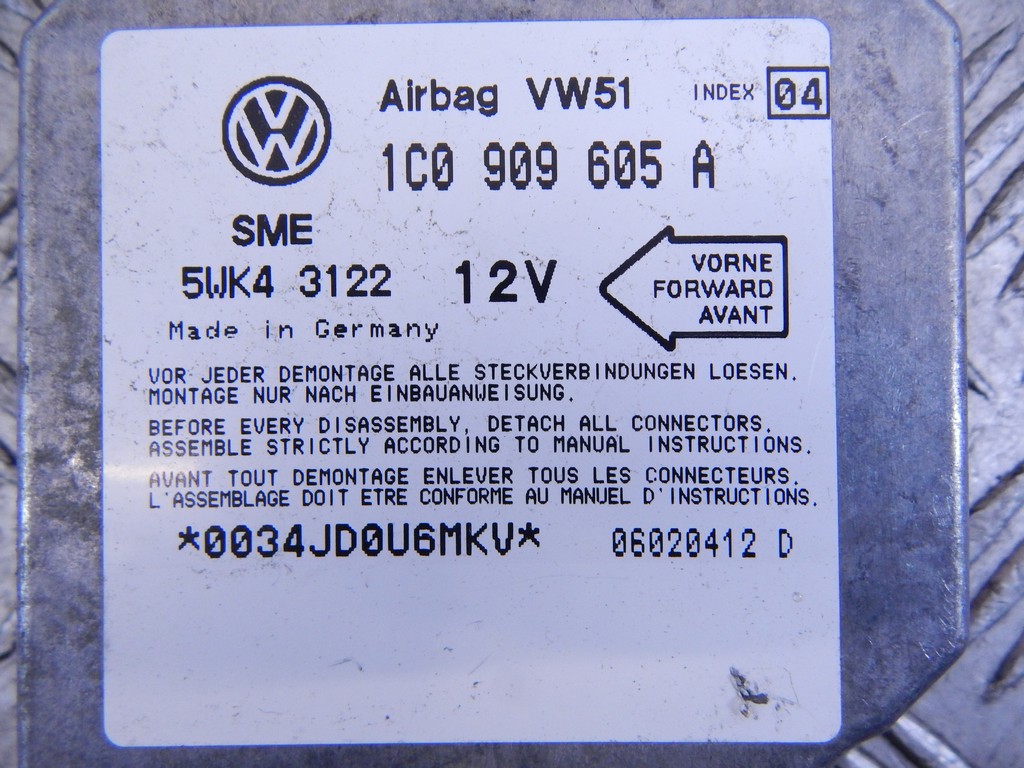 Airbag VW51 INDEX 04
1C0 909 605 A
SME
5WK4 3122 12V
VORNE
FORWARD
AVANT
Made in Germany
VOR JEDER DEMONTAGE ALLE STECKVERBINDUNGEN LOESEN.
MONTAGE NUR NACH EINBAUANWEISUNG.
BEFORE EVERY DISASSEMBLY, DETACH ALL CONNECTORS.
ASSEMBLE STRICTLY ACCORDING TO MANUAL INSTRUCTIONS.
AVANT TOUT DEMONTAGE ENLEVER TOUS LES CONNECTEURS.
L'ASSEMBLAGE DOIT ETRE CONFORME AU MANUEL D'INSTRUCTIONS.
*0034JD0U6MKV* 06020412 D